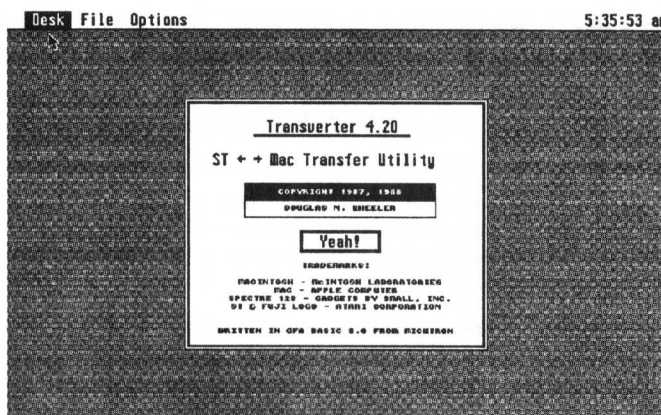 Desk File Options 5:35:53 am
Transverter 4.20
ST ← → Mac Transfer Utility
COPYRIGHT 1987, 1988
DOUGLAS M. WHEELER
Yeah!
TRADEMARKS:
MACINTOSH - McINTOSH LABORATORIES
MAC - APPLE COMPUTER
SPECTRE 128 - GADGETS BY SMALL, INC.
ST & FUJI LOGO - ATARI CORPORATION
WRITTEN IN GFA BASIC 3.0 FROM MICHTRON